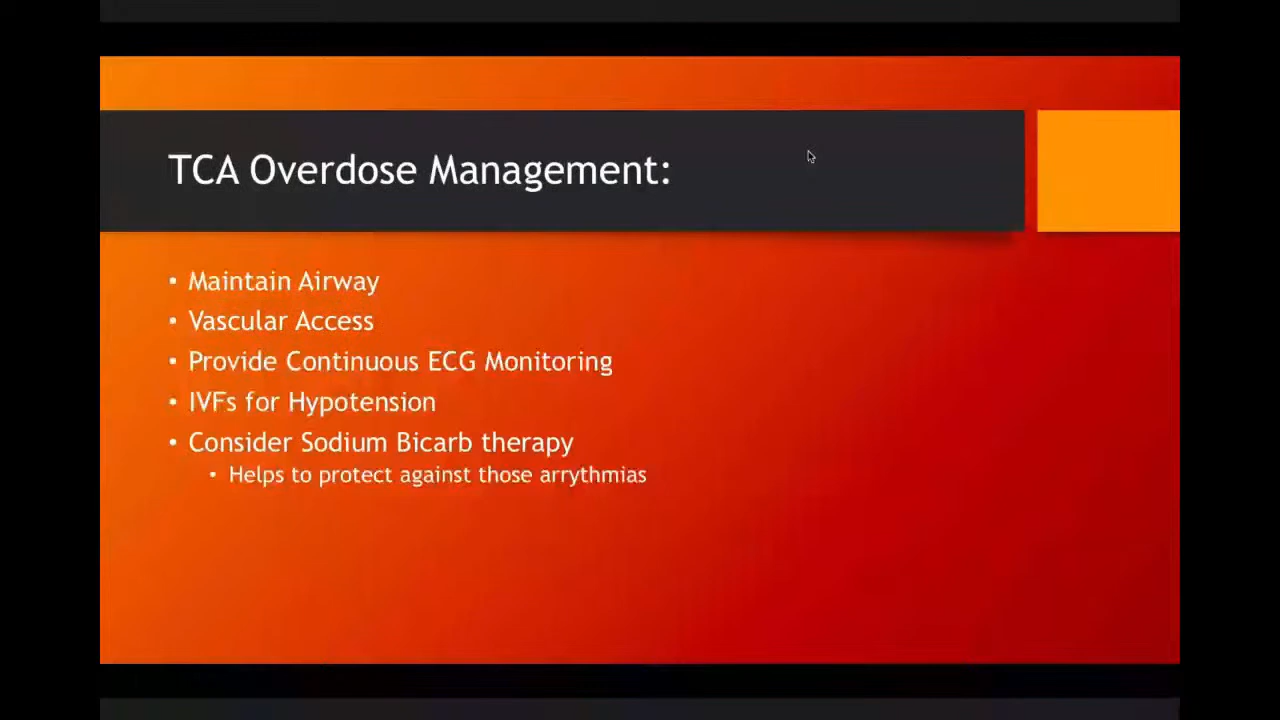 TCA Overdose Management:
• Maintain Airway
• Vascular Access
• Provide Continuous ECG Monitoring
• IVFs for Hypotension
• Consider Sodium Bicarb therapy
• Helps to protect against those arrythmias